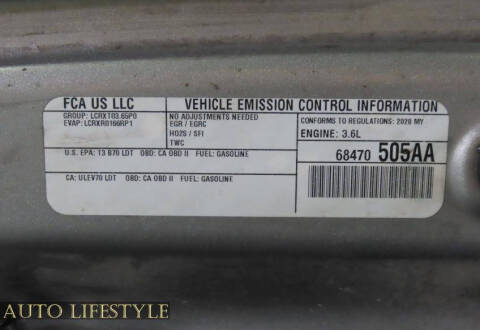 FCA US LLC
VEHICLE EMISSION CONTROL INFORMATION
GROUP: LCRXT03.65P0
EVAP: LCRXR0166RP1
NO ADJUSTMENTS NEEDED
EGR / EGRC
HO2S / SFI
TWC
CONFORMS TO REGULATIONS: 2020 MY
ENGINE: 3.6L
U.S. EPA: T3 B70 LDT OBD: CA OBD II FUEL: GASOLINE
68470 505AA
CA: ULEV70 LDT OBD: CA OBD II FUEL: GASOLINE
AUTO LIFESTYLE